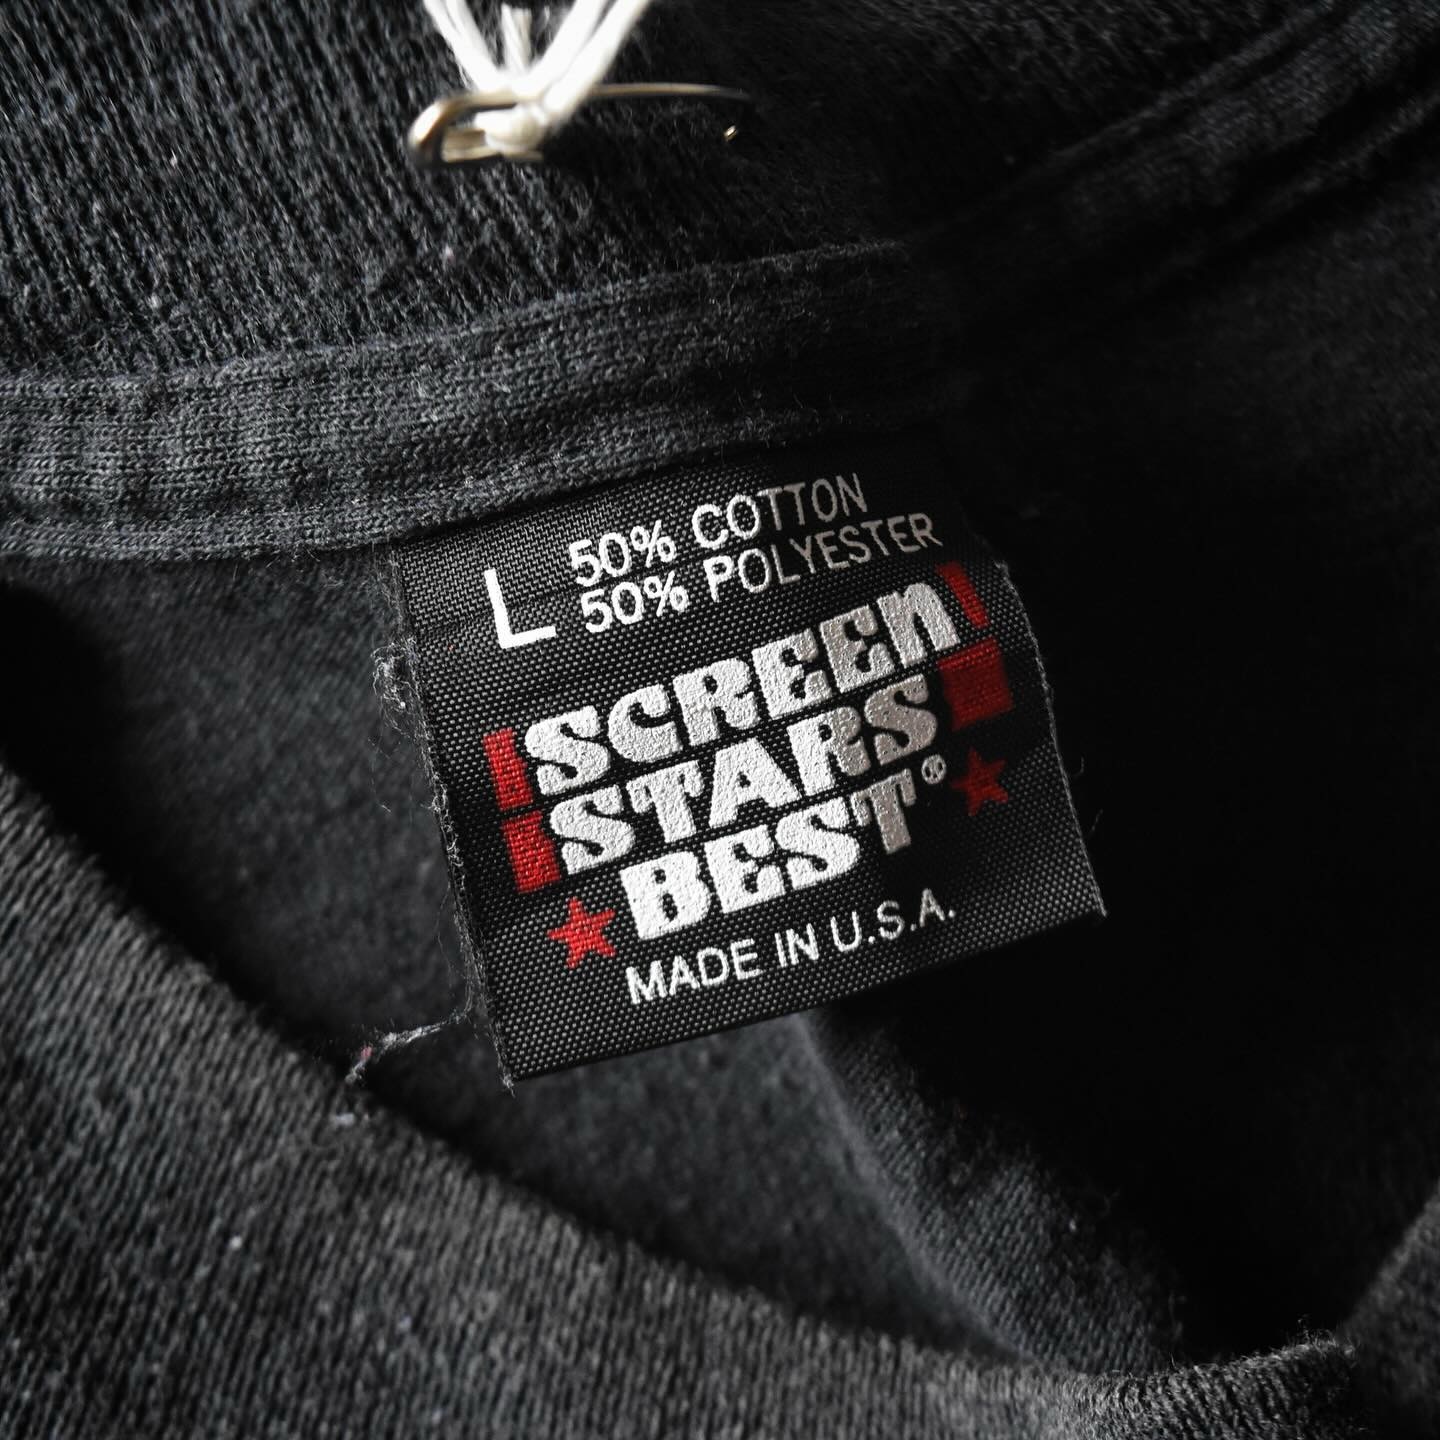 L
50% COTTON
50% POLYESTER
SCREEN
STARS
BEST®
MADE IN U.S.A.